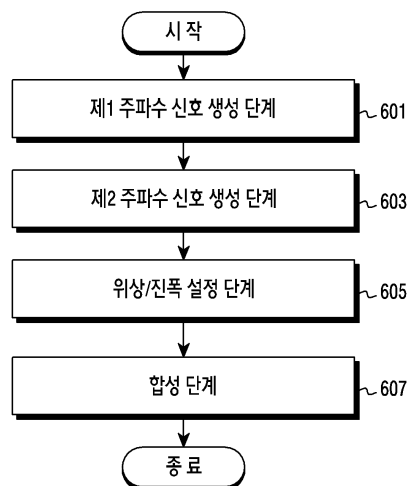 시 작
제1 주파수 신호 생성 단계
601
제2 주파수 신호 생성 단계
603
위상/진폭 설정 단계
605
합성 단계
607
종 료